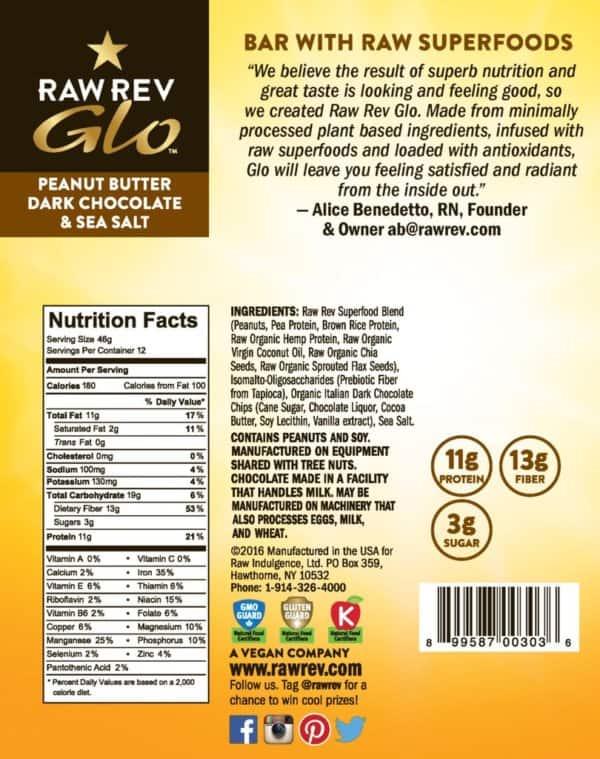 RAW REV
Glo™
PEANUT BUTTER
DARK CHOCOLATE
& SEA SALT
BAR WITH RAW SUPERFOODS
“We believe the result of superb nutrition and
great taste is looking and feeling good, so
we created Raw Rev Glo. Made from minimally
processed plant based ingredients, infused with
raw superfoods and loaded with antioxidants,
Glo will leave you feeling satisfied and radiant
from the inside out.”
— Alice Benedetto, RN, Founder
& Owner ab@rawrev.com
Nutrition Facts
Serving Size 46g
Servings Per Container 12
Amount Per Serving
Calories 180 Calories from Fat 100
% Daily Value*
Total Fat 11g 17%
Saturated Fat 2g 11%
Trans Fat 0g
Cholesterol 0mg 0%
Sodium 100mg 4%
Potassium 130mg 4%
Total Carbohydrate 19g 6%
Dietary Fiber 13g 53%
Sugars 3g
Protein 11g 21%
Vitamin A 0% • Vitamin C 0%
Calcium 2% • Iron 35%
Vitamin E 6% • Thiamin 6%
Riboflavin 2% • Niacin 15%
Vitamin B6 2% • Folate 6%
Copper 6% • Magnesium 10%
Manganese 25% • Phosphorus 10%
Selenium 2% • Zinc 4%
Pantothenic Acid 2%
* Percent Daily Values are based on a 2,000
calorie diet.
INGREDIENTS: Raw Rev Superfood Blend
(Peanuts, Pea Protein, Brown Rice Protein,
Raw Organic Hemp Protein, Raw Organic
Virgin Coconut Oil, Raw Organic Chia
Seeds, Raw Organic Sprouted Flax Seeds),
Isomalto-Oligosaccharides (Prebiotic Fiber
from Tapioca), Organic Italian Dark Chocolate
Chips (Cane Sugar, Chocolate Liquor, Cocoa
Butter, Soy Lecithin, Vanilla extract), Sea Salt.
CONTAINS PEANUTS AND SOY.
MANUFACTURED ON EQUIPMENT
SHARED WITH TREE NUTS.
CHOCOLATE MADE IN A FACILITY
THAT HANDLES MILK. MAY BE
MANUFACTURED ON MACHINERY THAT
ALSO PROCESSES EGGS, MILK,
AND WHEAT.
©2016 Manufactured in the USA for
Raw Indulgence, Ltd. PO Box 359,
Hawthorne, NY 10532
Phone: 1-914-326-4000
GMO
GUARD
Natural Food
Certifiers
GLUTEN
GUARD
Natural Food
Certifiers
K
Natural Food
Certifiers
A VEGAN COMPANY
www.rawrev.com
Follow us. Tag @rawrev for a
chance to win cool prizes!
11g
PROTEIN
13g
FIBER
3g
SUGAR
8 99587 00303 6